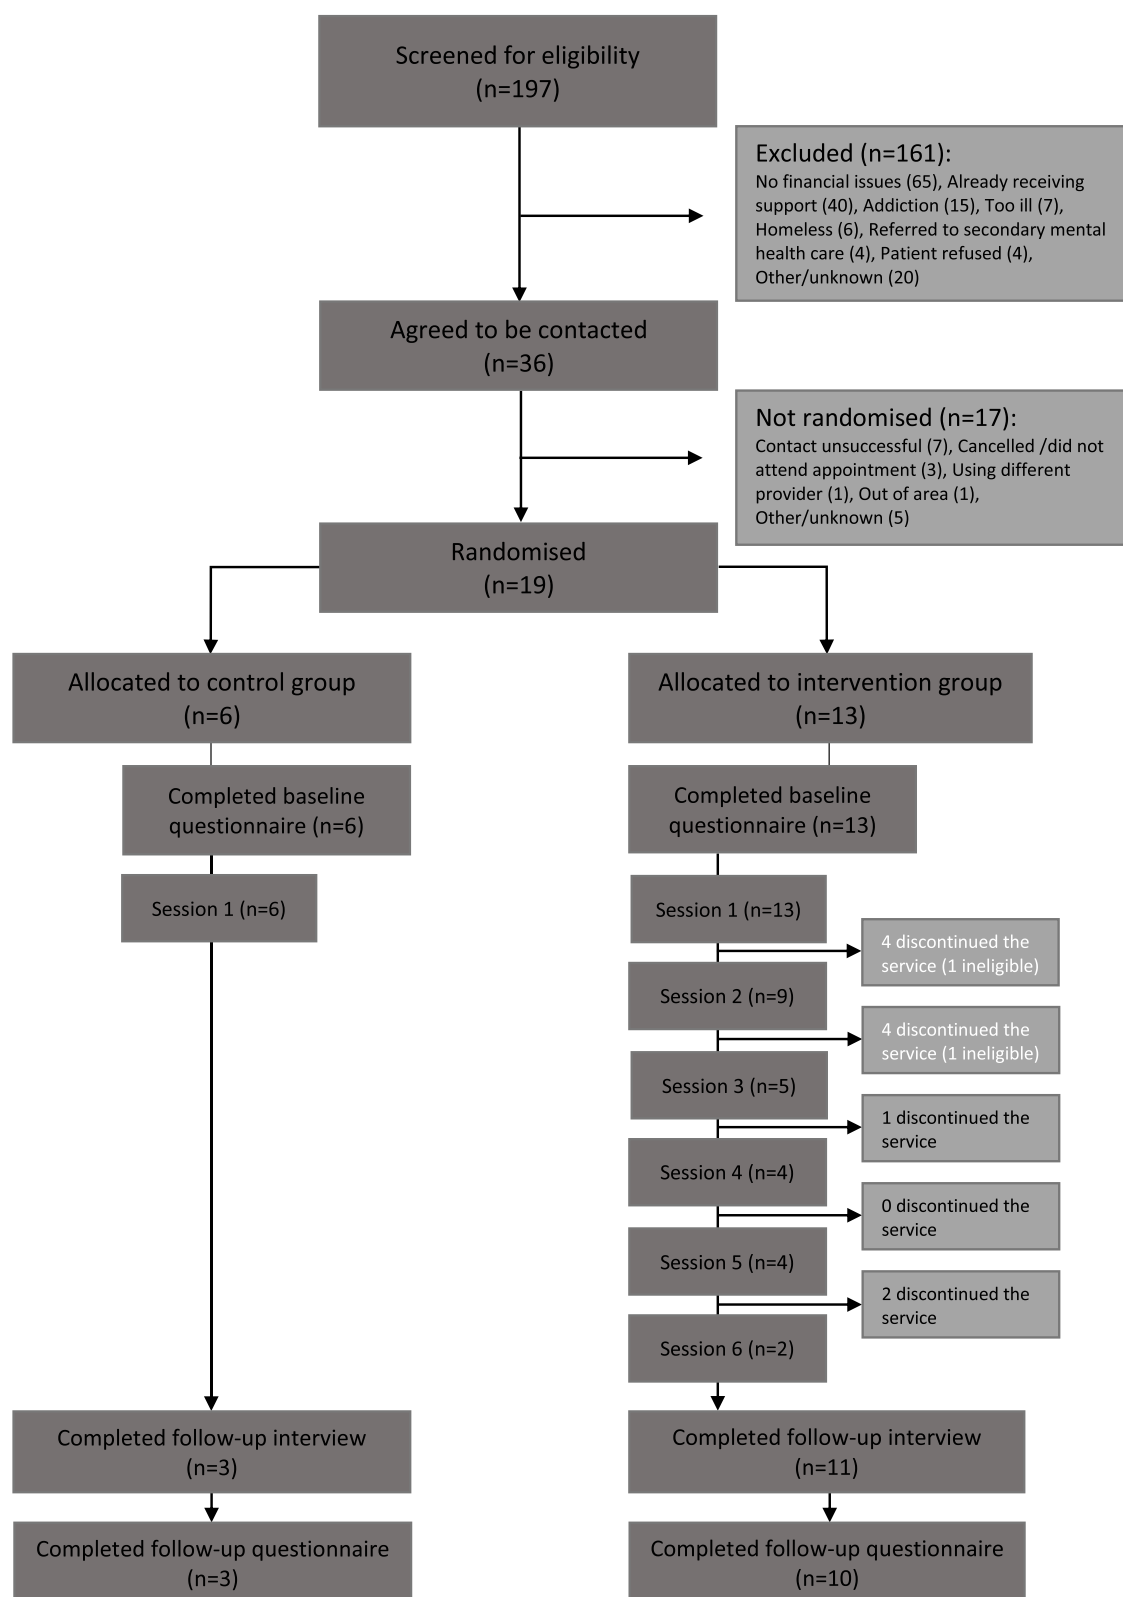 Screened for eligibility
(n=197)
Excluded (n=161):
No financial issues (65), Already receiving
support (40), Addiction (15), Too ill (7),
Homeless (6), Referred to secondary mental
health care (4), Patient refused (4),
Other/unknown (20)
Agreed to be contacted
(n=36)
Not randomised (n=17):
Contact unsuccessful (7), Cancelled /did not
attend appointment (3), Using different
provider (1), Out of area (1),
Other/unknown (5)
Randomised
(n=19)
Allocated to control group
(n=6)
Allocated to intervention group
(n=13)
Completed baseline
questionnaire (n=6)
Completed baseline
questionnaire (n=13)
Session 1 (n=6)
Session 1 (n=13)
4 discontinued the
service (1 ineligible)
Session 2 (n=9)
4 discontinued the
service (1 ineligible)
Session 3 (n=5)
1 discontinued the
service
Session 4 (n=4)
0 discontinued the
service
Session 5 (n=4)
2 discontinued the
service
Session 6 (n=2)
Completed follow-up interview
(n=3)
Completed follow-up interview
(n=11)
Completed follow-up questionnaire
(n=3)
Completed follow-up questionnaire
(n=10)